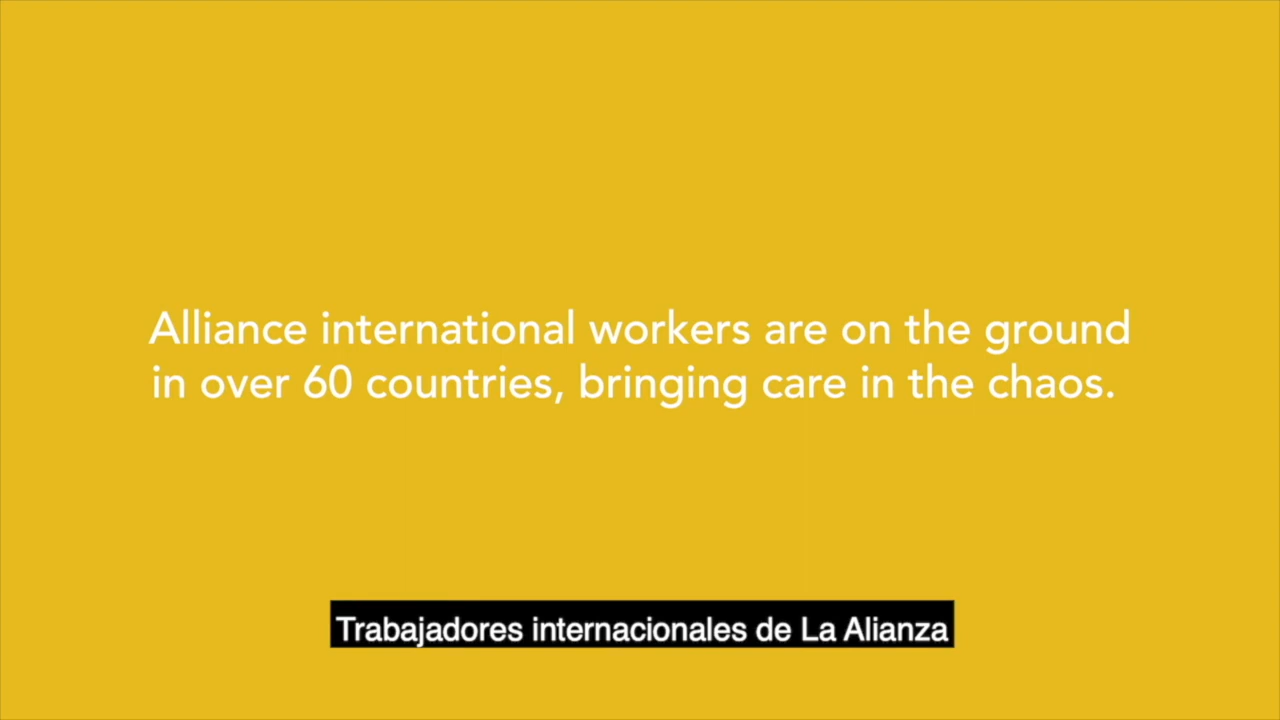 Alliance international workers are on the ground
in over 60 countries, bringing care in the chaos.
Trabajadores internacionales de La Alianza